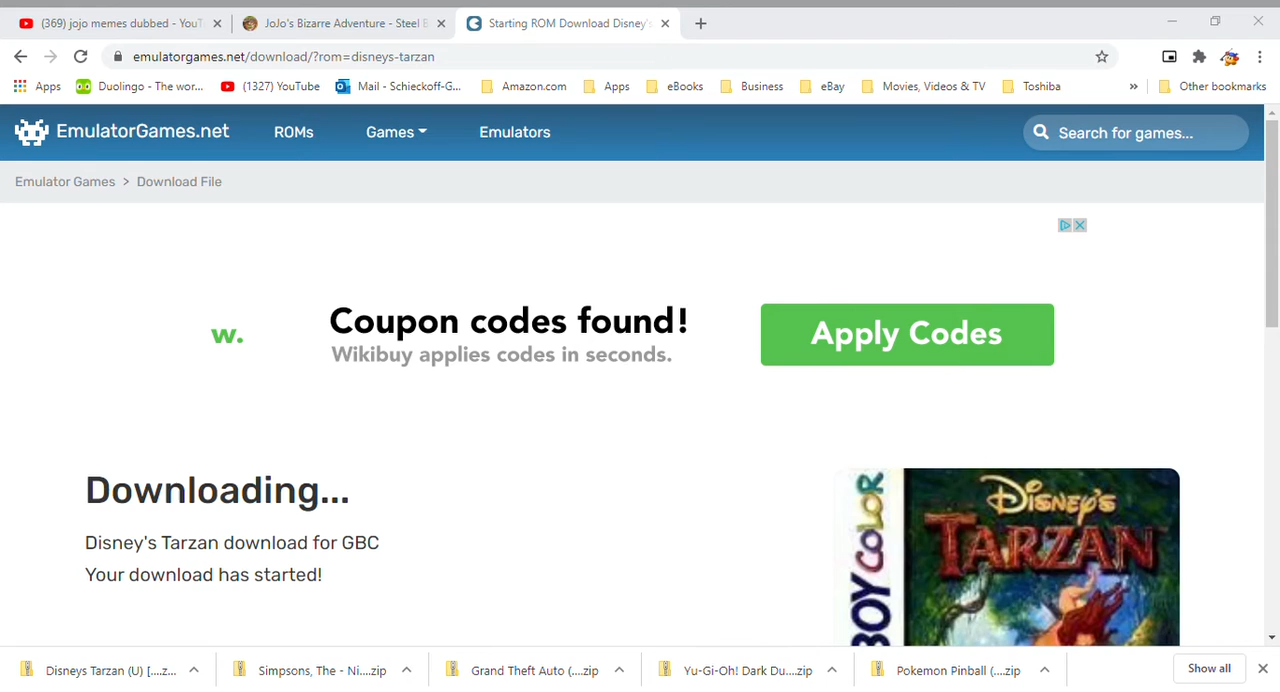 (369) jojo memes dubbed - YouT
JoJo's Bizarre Adventure - Steel B
Starting ROM Download Disney's
emulatorgames.net/download/?rom=disneys-tarzan
Apps
Duolingo - The wor...
(1327) YouTube
Mail - Schieckoff-G...
Amazon.com
Apps
eBooks
Business
eBay
Movies, Videos & TV
Toshiba
»
Other bookmarks
EmulatorGames.net
ROMs
Games
Emulators
Search for games...
Emulator Games > Download File
w.
Coupon codes found!
Wikibuy applies codes in seconds.
Apply Codes
Downloading...
Disney's Tarzan download for GBC
Your download has started!
BOY COLOR
Disney's
TARZAN
Disneys Tarzan (U) [....z...
Simpsons, The - Ni....zip
Grand Theft Auto (....zip
Yu-Gi-Oh! Dark Du....zip
Pokemon Pinball (....zip
Show all